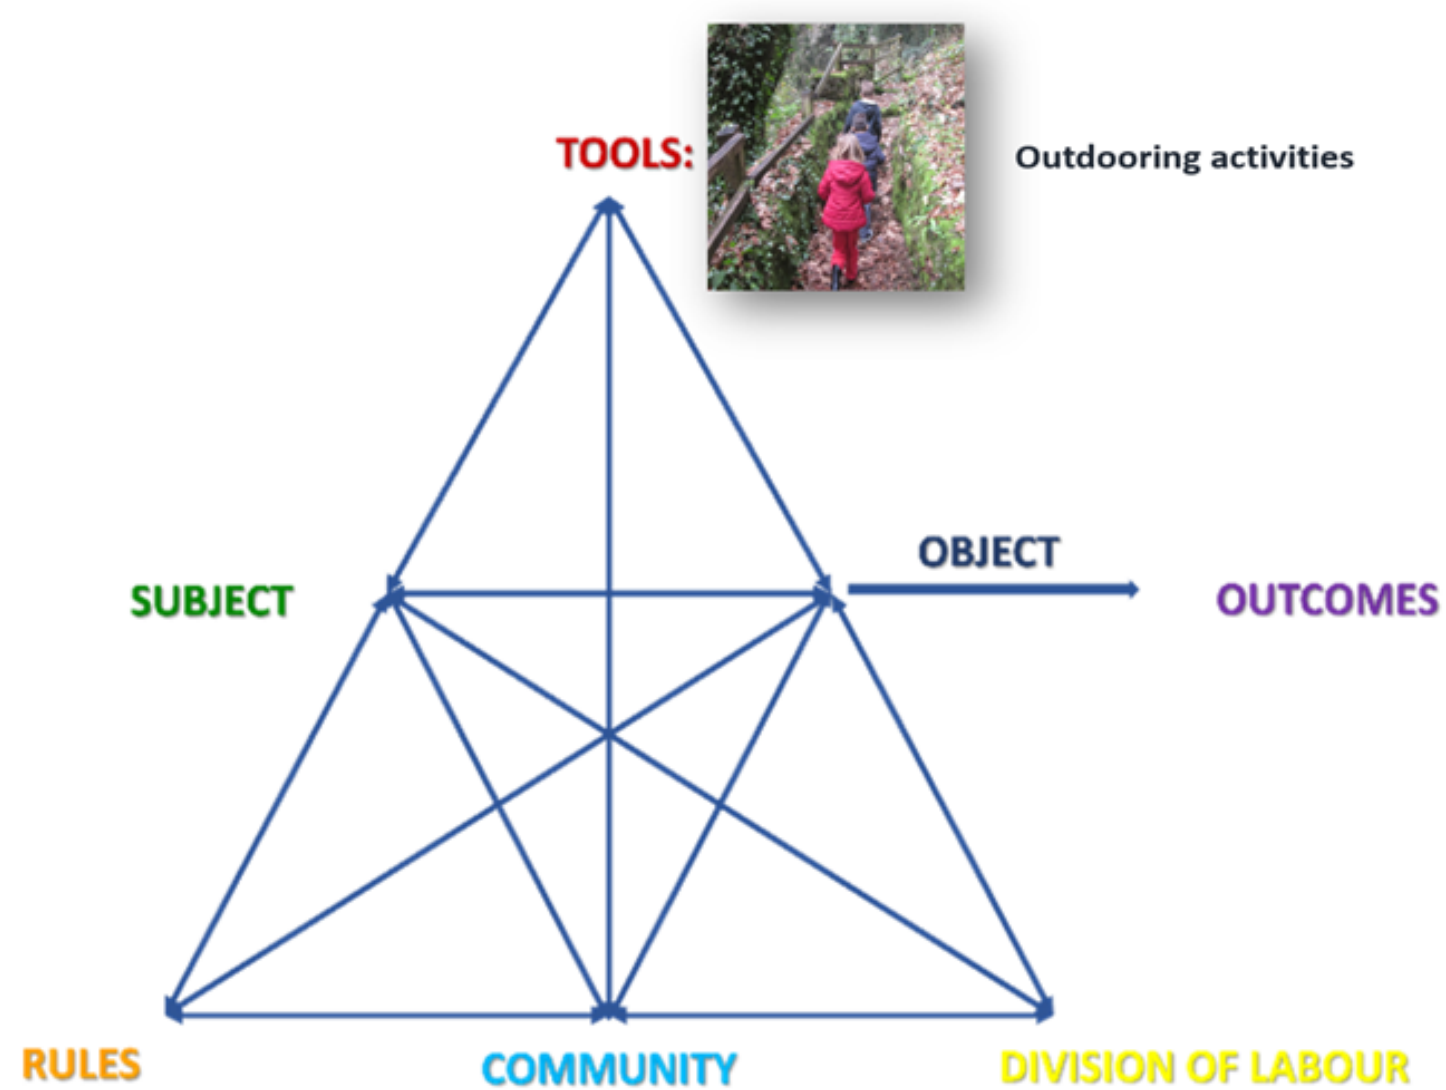 TOOLS:
Outdooring activities
OBJECT
SUBJECT
OUTCOMES
RULES
COMMUNITY
DIVISION OF LABOUR